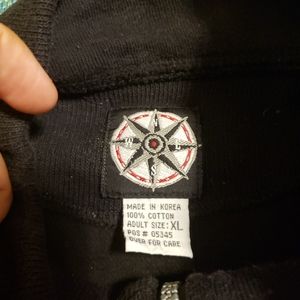 N
W
E
S
MADE IN KOREA
100% COTTON
ADULT SIZE: XL
POS # 05345
OVER FOR CARE